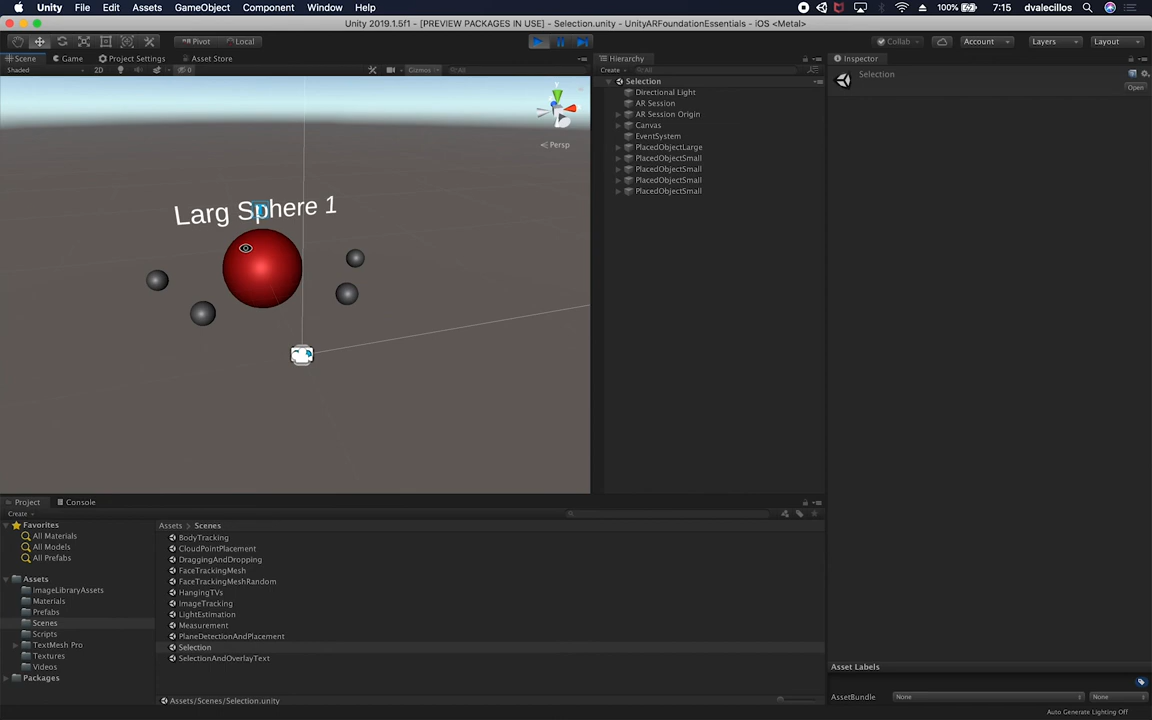 Unity File Edit Assets GameObject Component Window Help 100% 7:15 dvalecillos
Unity 2019.1.5f1 - [PREVIEW PACKAGES IN USE] - Selection.unity - UnityARFoundationEssentials - iOS <Metal>
Pivot Local Collab Account Layers Layout
Scene Game Project Settings Asset Store Hierarchy Inspector
Shaded 2D 0 Gizmos All Create All
Selection
Selection
Open
Directional Light
AR Session
AR Session Origin
Canvas
EventSystem
PlacedObjectLarge
PlacedObjectSmall
PlacedObjectSmall
PlacedObjectSmall
PlacedObjectSmall
y
Persp
Larg Sphere 1
Project Console
Create
Favorites
All Materials
All Models
All Prefabs
Assets
ImageLibraryAssets
Materials
Prefabs
Scenes
Scripts
TextMesh Pro
Textures
Videos
Packages
Assets > Scenes
BodyTracking
CloudPointPlacement
DraggingAndDropping
FaceTrackingMesh
FaceTrackingMeshRandom
HangingTVs
ImageTracking
LightEstimation
Measurement
PlaneDetectionAndPlacement
Selection
SelectionAndOverlayText
Assets/Scenes/Selection.unity
Asset Labels
AssetBundle None None
Auto Generate Lighting Off